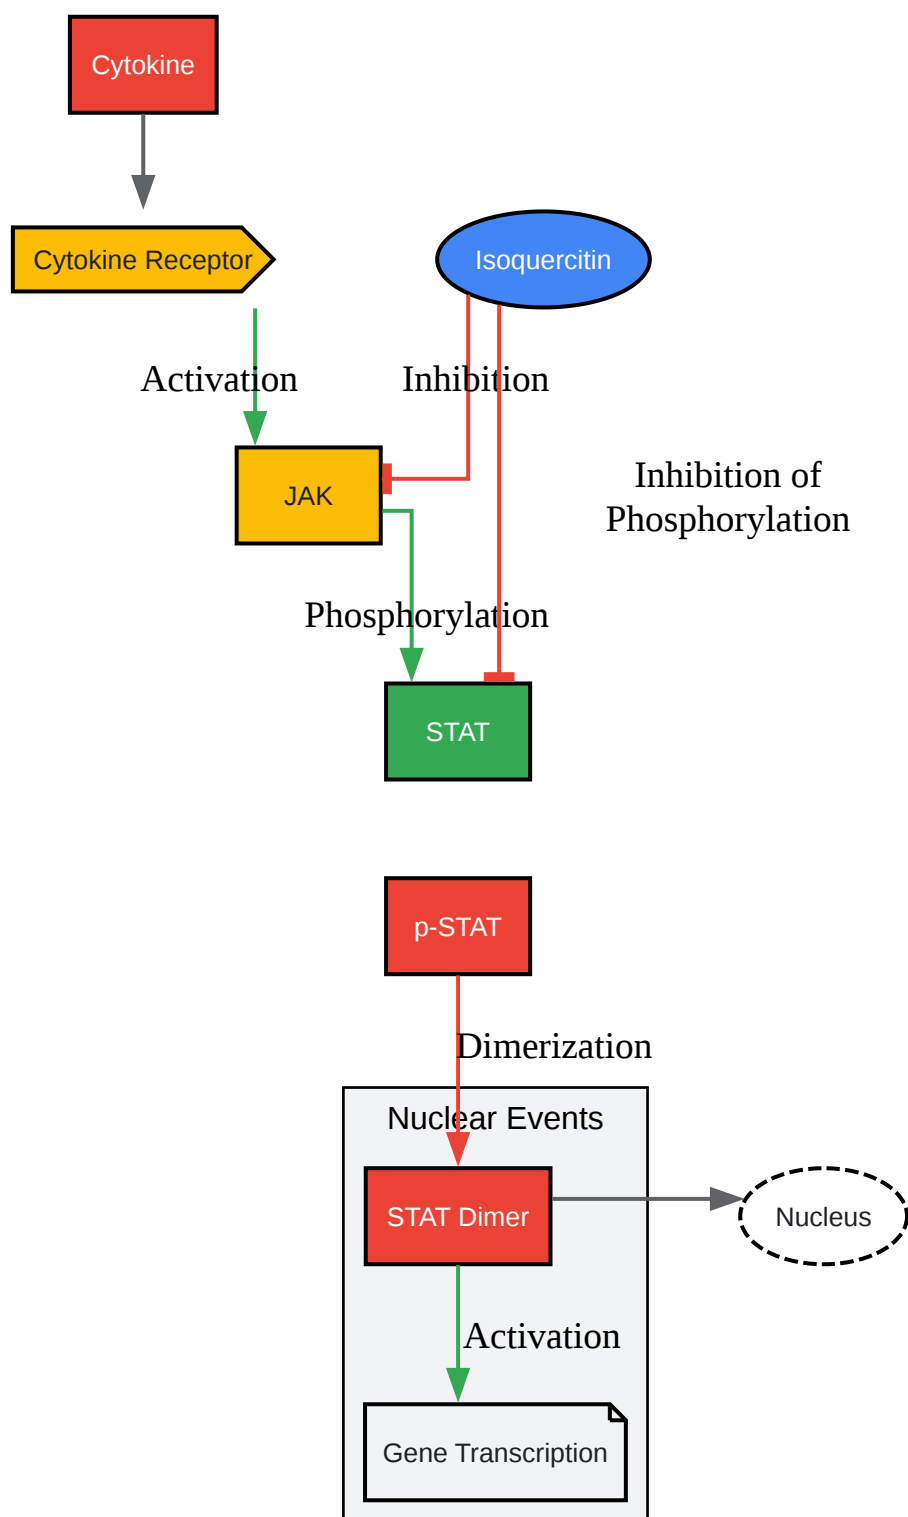 Cytokine
Cytokine Receptor
Isoquercitin
Activation
Inhibition
Inhibition of
Phosphorylation
JAK
Phosphorylation
STAT
p-STAT
Dimerization
Nuclear Events
STAT Dimer
Nucleus
Activation
Gene Transcription